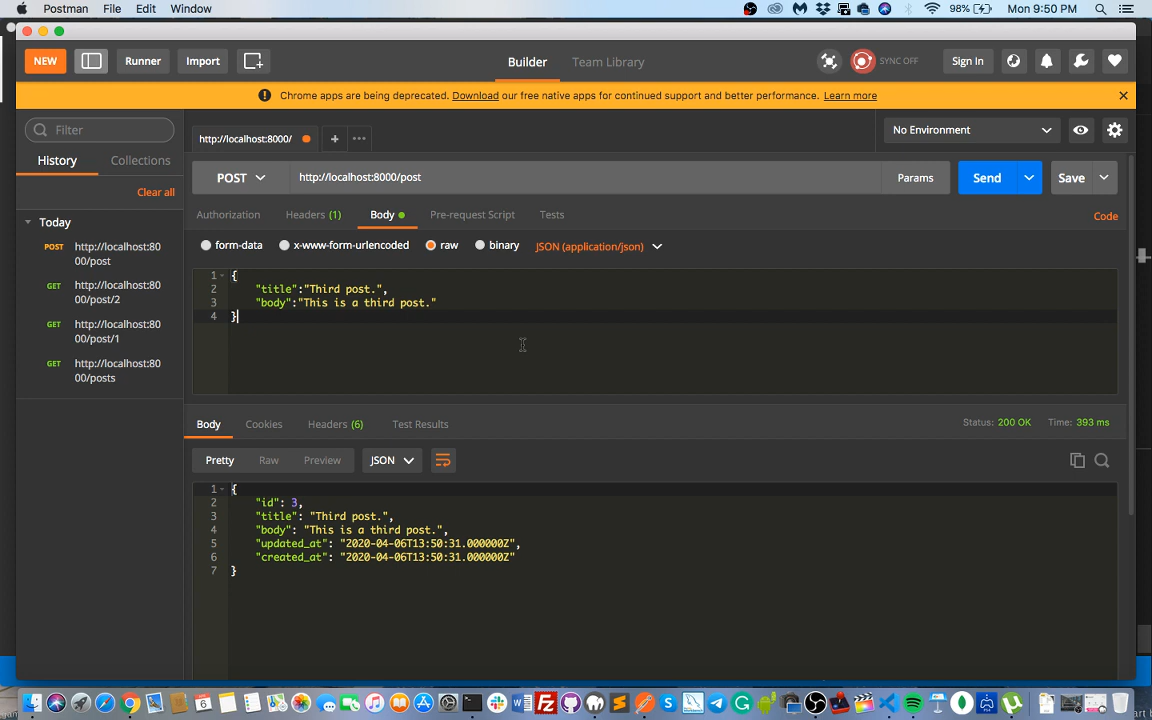 Postman File Edit Window 98% Mon 9:50 PM
NEW Runner Import Builder Team Library SYNC OFF Sign In
Chrome apps are being deprecated. Download our free native apps for continued support and better performance. Learn more
Filter
http://localhost:8000/
No Environment
History Collections
POST http://localhost:8000/post Params Send Save
Clear all
Authorization Headers (1) Body Pre-request Script Tests Code
Today
form-data x-www-form-urlencoded raw binary JSON (application/json)
POST http://localhost:80
00/post
GET http://localhost:80
00/post/2
GET http://localhost:80
00/post/1
GET http://localhost:80
00/posts
1 {
2 "title":"Third post.",
3 "body":"This is a third post."
4 }
Body Cookies Headers (6) Test Results Status: 200 OK Time: 393 ms
Pretty Raw Preview JSON
1 {
2 "id": 3,
3 "title": "Third post.",
4 "body": "This is a third post.",
5 "updated_at": "2020-04-06T13:50:31.000000Z",
6 "created_at": "2020-04-06T13:50:31.000000Z"
7 }